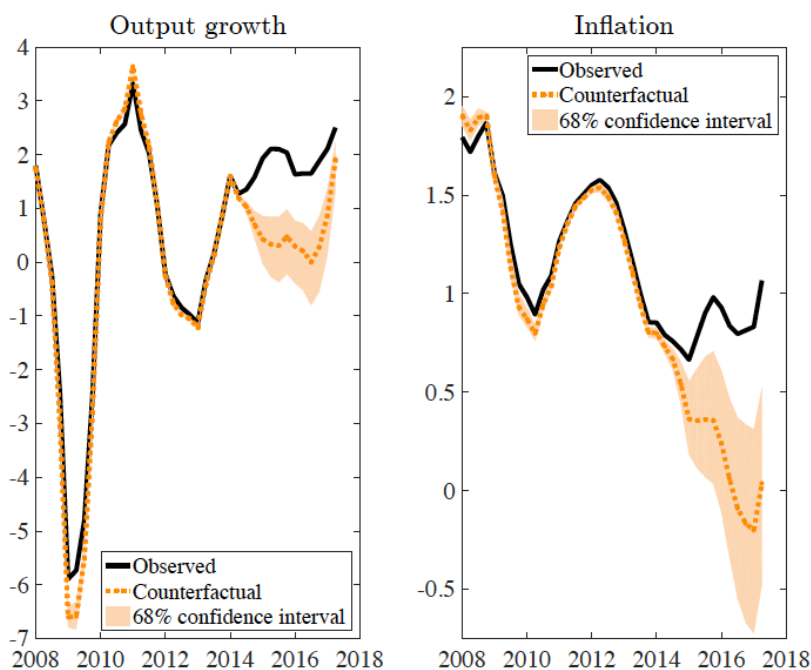 Output growth
4
3
2
1
0
-1
-2
-3
-4
-5
-6
-7
2008 2010 2012 2014 2016 2018
Observed
Counterfactual
68% confidence interval
Inflation
2
1.5
1
0.5
0
-0.5
2008 2010 2012 2014 2016 2018
Observed
Counterfactual
68% confidence interval